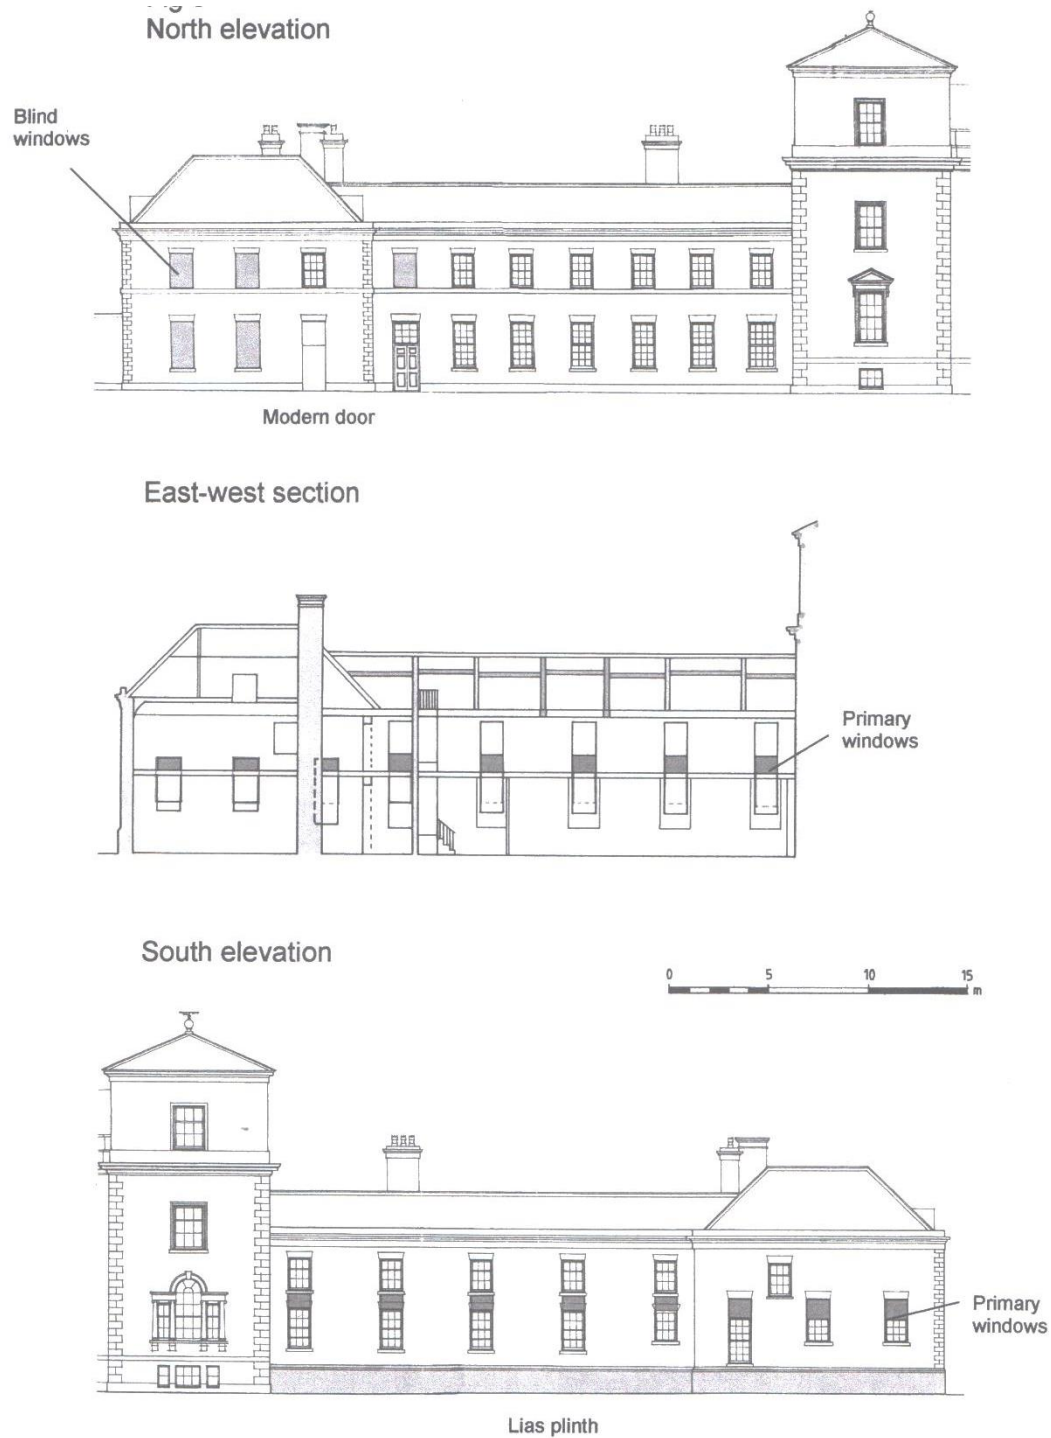 North elevation
Blind
windows
Modern door
East-west section
Primary
windows
South elevation
0 5 10 15 m
Primary
windows
Lias plinth